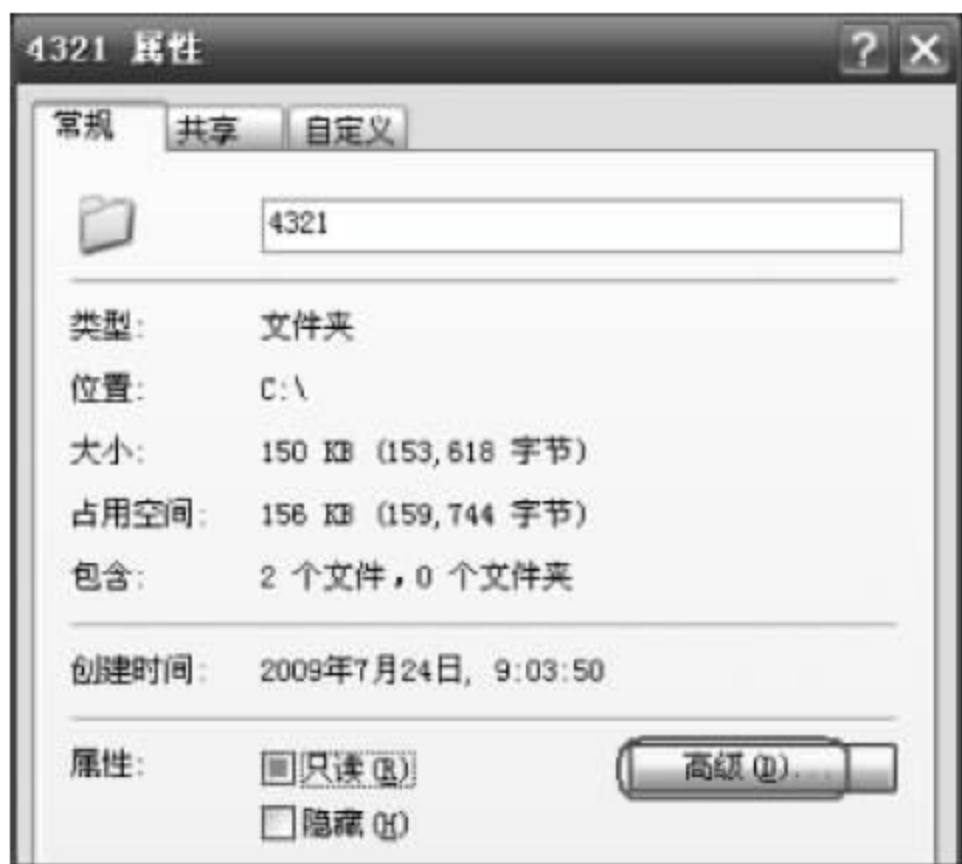 4321 属性
常规 共享 自定义
4321
类型: 文件夹
位置: C:\
大小: 150 KB (153,618 字节)
占用空间: 156 KB (159,744 字节)
包含: 2 个文件,0 个文件夹
创建时间: 2009年7月24日, 9:03:50
属性: 只读(R) 高级(D)...
隐藏(H)